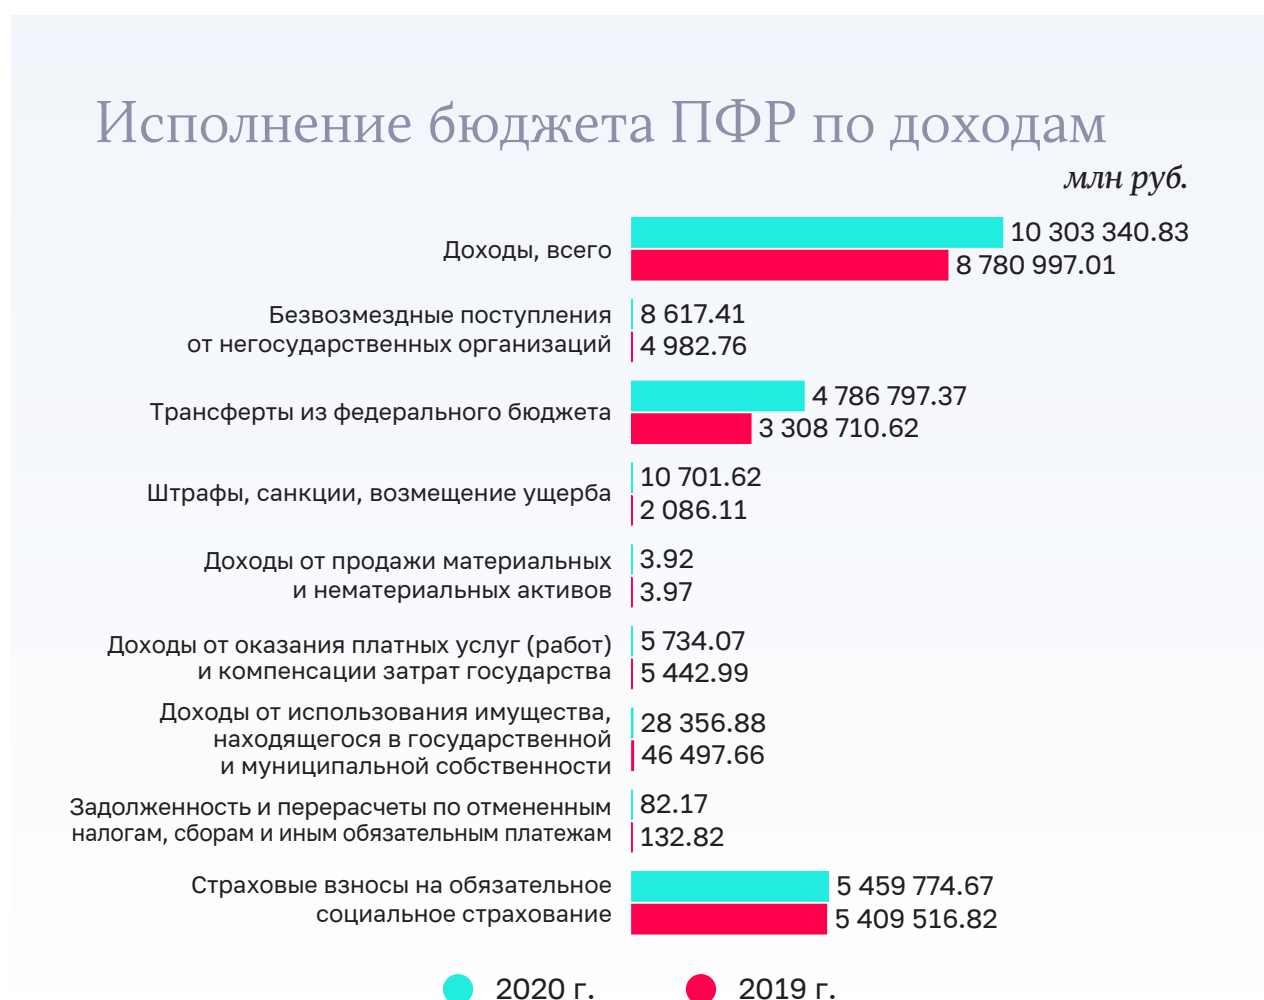 Исполнение бюджета ПФР по доходам
млн руб.
Доходы, всего
10 303 340.83
8 780 997.01
Безвозмездные поступления
от негосударственных организаций
8 617.41
4 982.76
Трансферты из федерального бюджета
4 786 797.37
3 308 710.62
Штрафы, санкции, возмещение ущерба
10 701.62
2 086.11
Доходы от продажи материальных
и нематериальных активов
3.92
3.97
Доходы от оказания платных услуг (работ)
и компенсации затрат государства
5 734.07
5 442.99
Доходы от использования имущества,
находящегося в государственной
и муниципальной собственности
28 356.88
46 497.66
Задолженность и перерасчеты по отмененным
налогам, сборам и иным обязательным платежам
82.17
132.82
Страховые взносы на обязательное
социальное страхование
5 459 774.67
5 409 516.82
2020 г.
2019 г.